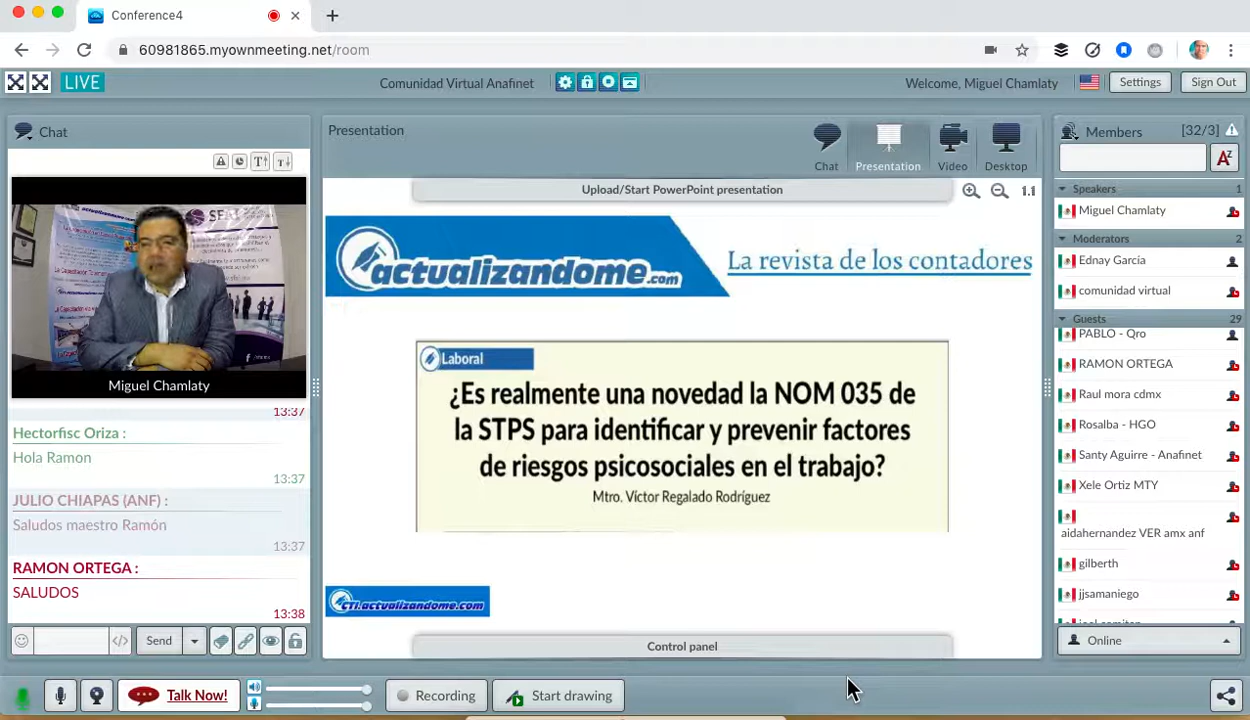 Conference4
60981865.myownmeeting.net/room
LIVE
Comunidad Virtual Anafinet
Welcome, Miguel Chamlaty
Settings
Sign Out
Chat
Miguel Chamlaty
13:37
Hectorfisc Oriza :
Hola Ramon
13:37
JULIO CHIAPAS (ANF) :
Saludos maestro Ramón
13:37
RAMON ORTEGA :
SALUDOS
13:38
Send
Presentation
Chat
Presentation
Video
Desktop
Upload/Start PowerPoint presentation
1.1
actualizandome.com
La revista de los contadores
Laboral
¿Es realmente una novedad la NOM 035 de
la STPS para identificar y prevenir factores
de riesgos psicosociales en el trabajo?
Mtro. Víctor Regalado Rodríguez
CTI.actualizandome.com
Control panel
Members
[32/3]
Speakers 1
Miguel Chamlaty
Moderators 2
Ednay García
comunidad virtual
Guests 29
PABLO - Qro
RAMON ORTEGA
Raul mora cdmx
Rosalba - HGO
Santy Aguirre - Anafinet
Xele Ortiz MTY
aidahernandez VER amx anf
gilberth
jjsamaniego
Online
Talk Now!
Recording
Start drawing